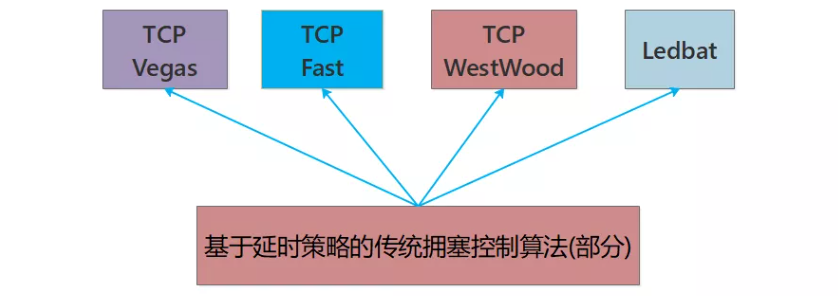 TCP
Vegas
TCP
Fast
TCP
WestWood
Ledbat
基于延时策略的传统拥塞控制算法(部分)